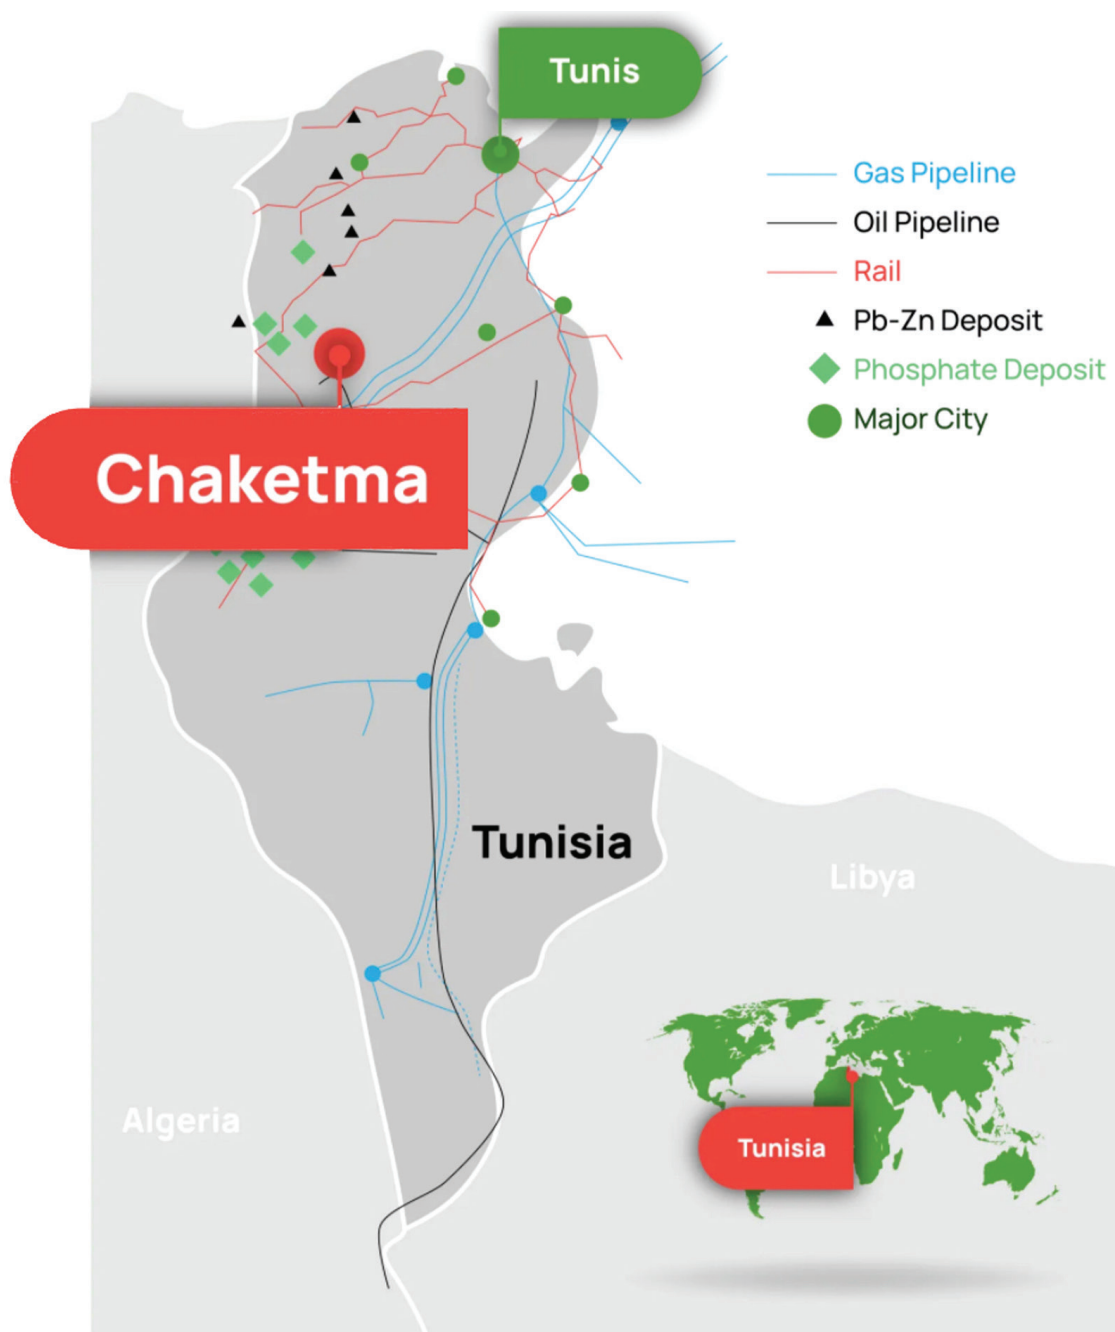 Tunis
Gas Pipeline
Oil Pipeline
Rail
Pb-Zn Deposit
Phosphate Deposit
Major City
Chaketma
Tunisia
Libya
Algeria
Tunisia